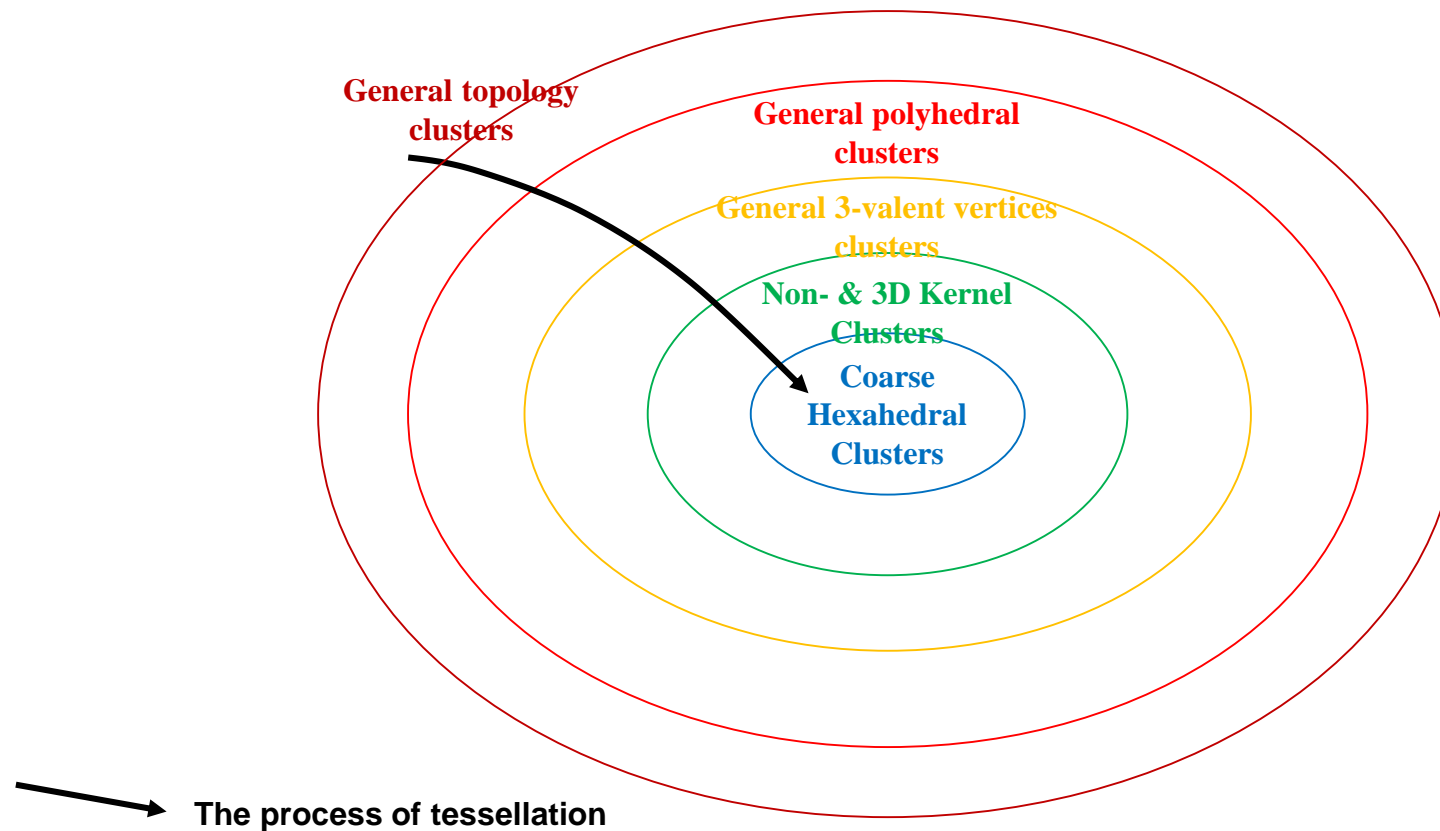 General topology
clusters
General polyhedral
clusters
General 3-valent vertices
clusters
Non- & 3D Kernel
Clusters
Coarse
Hexahedral
Clusters
The process of tessellation